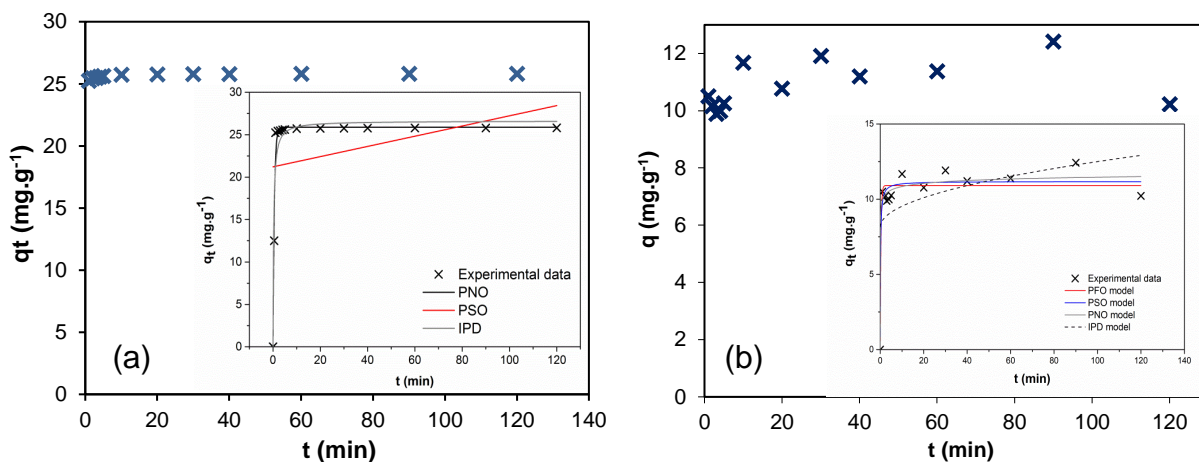 30
25
20
15
10
5
0
qt (mg.g⁻¹)
0 20 40 60 80 100 120 140
t (min)
(a)
30
25
20
15
10
5
0
qt (mg.g⁻¹)
0 20 40 60 80 100 120
t (min)
Experimental data
PNO
PSO
IPD
12
10
8
6
4
2
0
q (mg.g⁻¹)
0 20 40 60 80 100 120
t (min)
(b)
15
10
5
0
qt (mg.g⁻¹)
0 20 40 60 80 100 120 140
t (min)
Experimental data
PFO model
PSO model
PNO model
IPD model